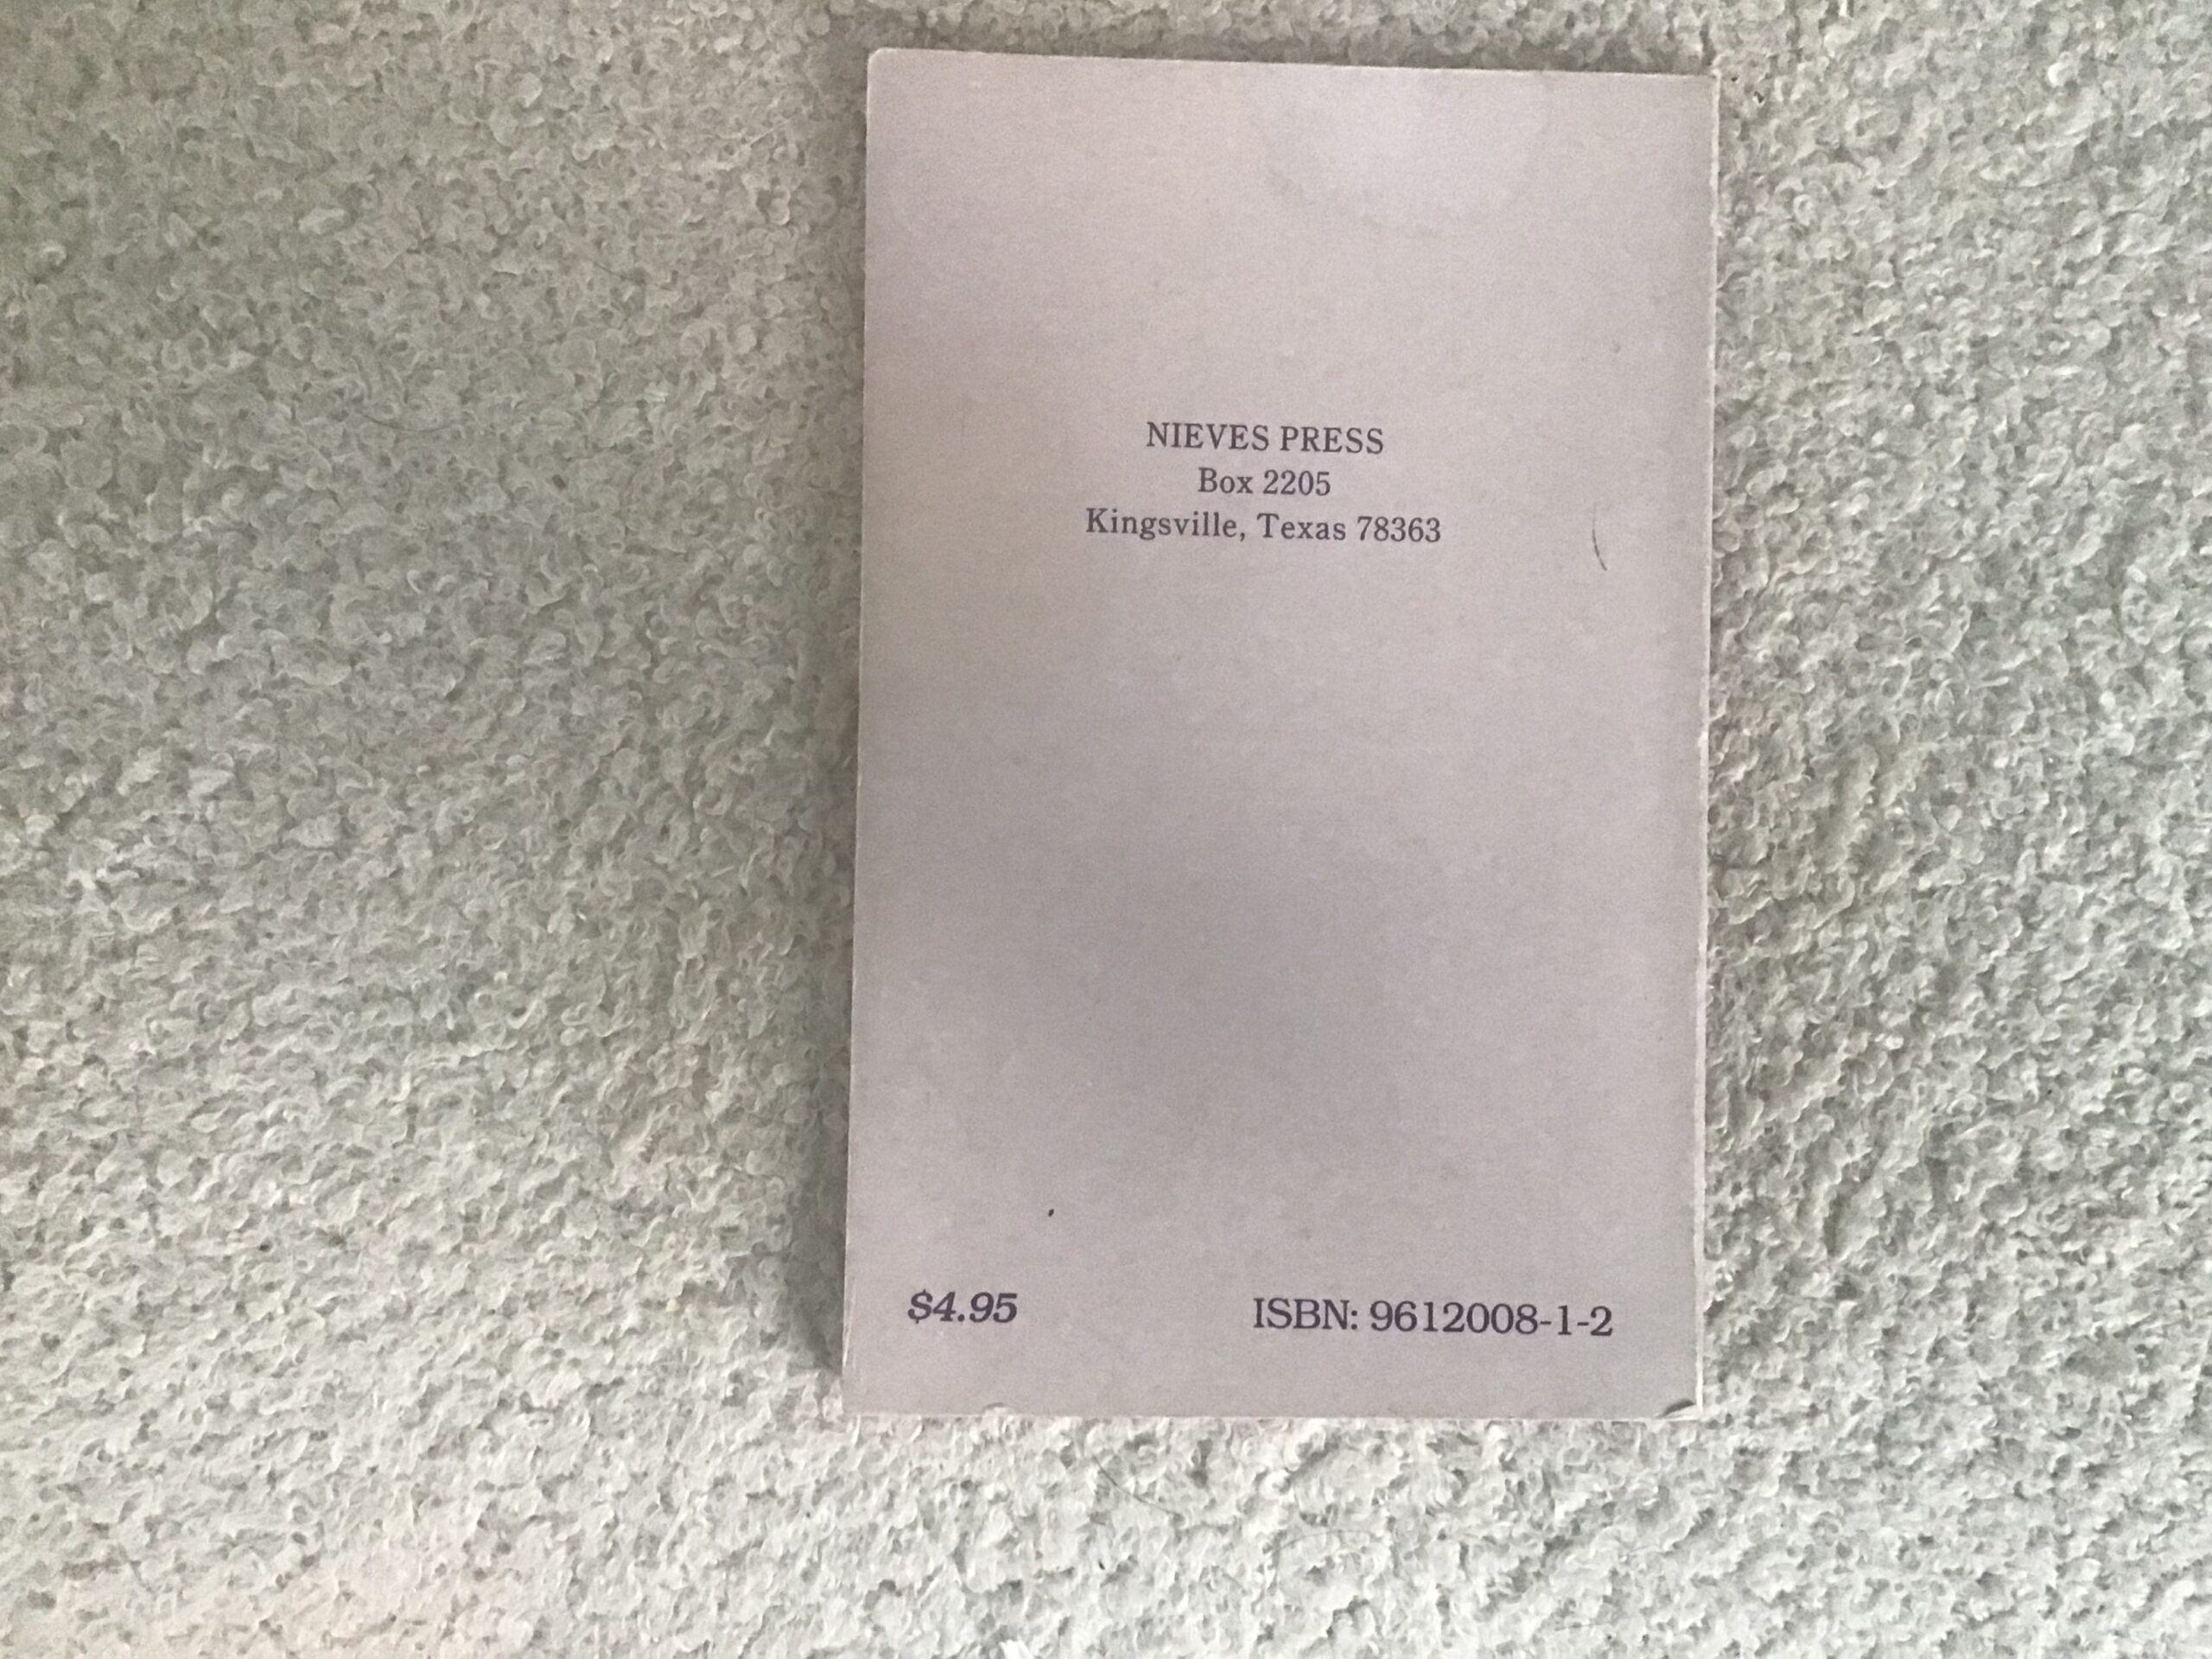 NIEVES PRESS
Box 2205
Kingsville, Texas 78363
$4.95 ISBN: 9612008-1-2